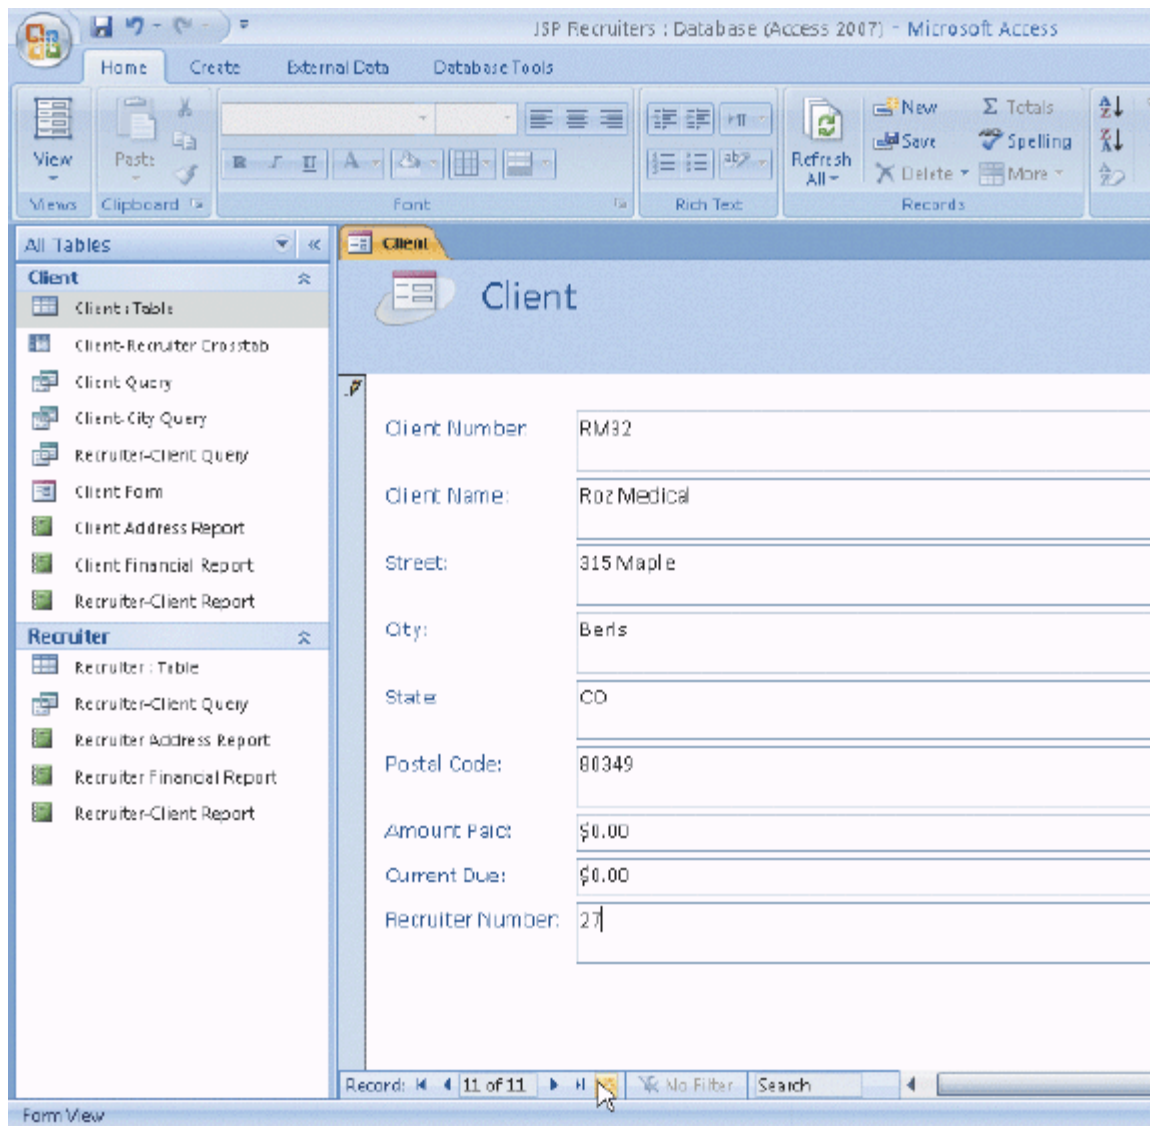 JSP Recruiters : Database (Access 2007) - Microsoft Access
Home Create External Data Database Tools
View
Paste
Refresh All
New
Save
Delete
Σ Totals
Spelling
More
Views Clipboard Font Rich Text Records
All Tables
Client
Client : Table
Client-Recruiter Crosstab
Client Query
Client-City Query
Recruiter-Client Query
Client Form
Client Address Report
Client Financial Report
Recruiter-Client Report
Recruiter
Recruiter : Table
Recruiter-Client Query
Recruiter Address Report
Recruiter Financial Report
Recruiter-Client Report
Client
Client
Client Number: RM32
Client Name: Roz Medical
Street: 315 Maple
City: Berls
State: CO
Postal Code: 80349
Amount Paid: $0.00
Current Due: $0.00
Recruiter Number: 27
Record: 11 of 11 No Filter Search
Form View